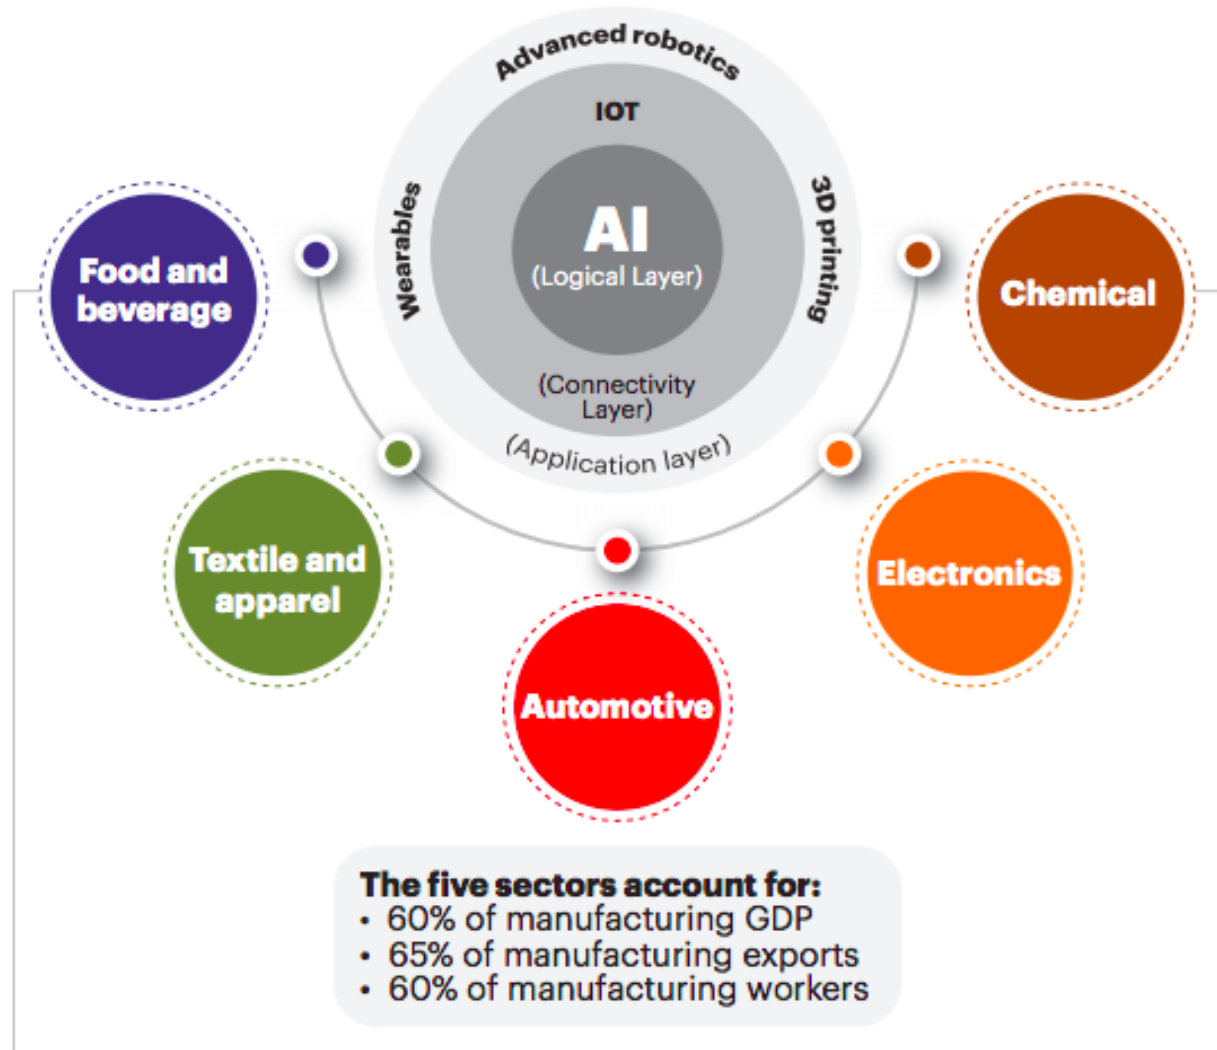 Advanced robotics
IOT
Wearables
3D printing
AI
(Logical Layer)
(Connectivity
Layer)
(Application layer)
Food and
beverage
Textile and
apparel
Automotive
Electronics
Chemical
The five sectors account for:
• 60% of manufacturing GDP
• 65% of manufacturing exports
• 60% of manufacturing workers